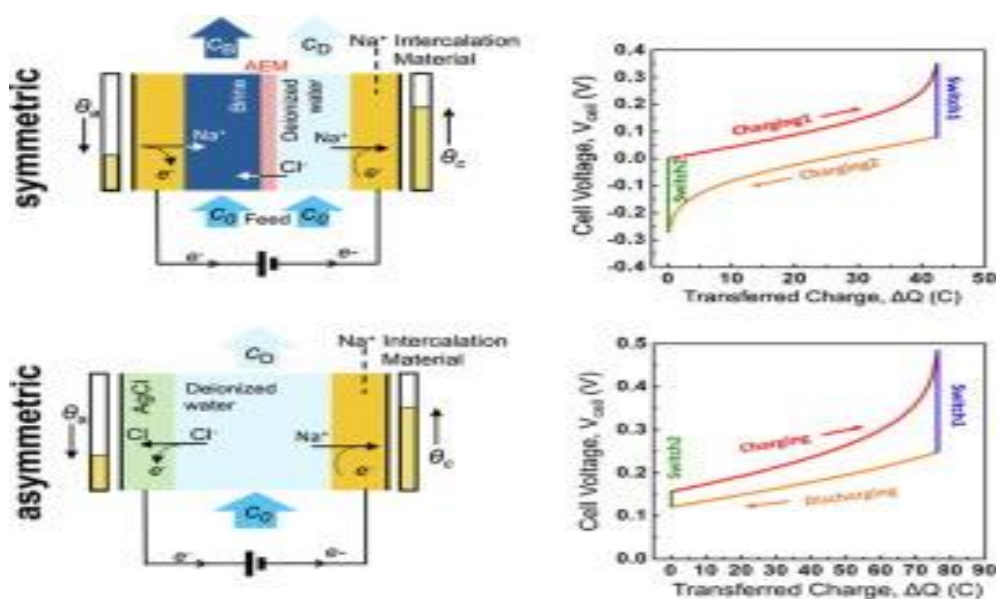 symmetric
C_B
C_D
Na⁺ Intercalation
Material
AEM
Brine
Deionized
water
θ_a
Na⁺
e⁻
Cl⁻
e⁻
θ_c
C_0
Feed
C_0
e⁻
e-
Cell Voltage, V_cell (V)
0.4
0.3
0.2
0.1
0.0
-0.1
-0.2
-0.3
-0.4
Charging1
Charging2
Switch1
Switch2
0 10 20 30 40 50
Transferred Charge, ΔQ (C)
asymmetric
C_D
Na⁺ Intercalation
Material
AgCl
Deionized
water
θ_a
Cl
Cl⁻
e⁻
Na⁺
e⁻
θ_c
C_0
e⁻
e-
Cell Voltage, V_cell (V)
0.5
0.4
0.3
0.2
0.1
0.0
Charging
Discharging
Switch1
Switch2
0 10 20 30 40 50 60 70 80 90
Transferred Charge, ΔQ (C)